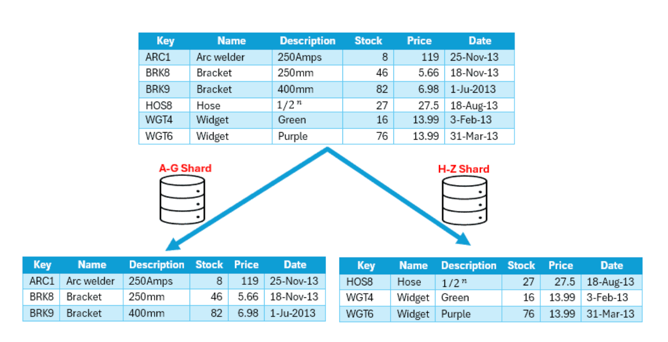 Key Name Description Stock Price Date
ARC1 Arc welder 250Amps 8 119 25-Nov-13
BRK8 Bracket 250mm 46 5.66 18-Nov-13
BRK9 Bracket 400mm 82 6.98 1-Ju-2013
HOS8 Hose 1/2 " 27 27.5 18-Aug-13
WGT4 Widget Green 16 13.99 3-Feb-13
WGT6 Widget Purple 76 13.99 31-Mar-13
A-G Shard
H-Z Shard
Key Name Description Stock Price Date
ARC1 Arc welder 250Amps 8 119 25-Nov-13
BRK8 Bracket 250mm 46 5.66 18-Nov-13
BRK9 Bracket 400mm 82 6.98 1-Ju-2013
Key Name Description Stock Price Date
HOS8 Hose 1/2 " 27 27.5 18-Aug-13
WGT4 Widget Green 16 13.99 3-Feb-13
WGT6 Widget Purple 76 13.99 31-Mar-13